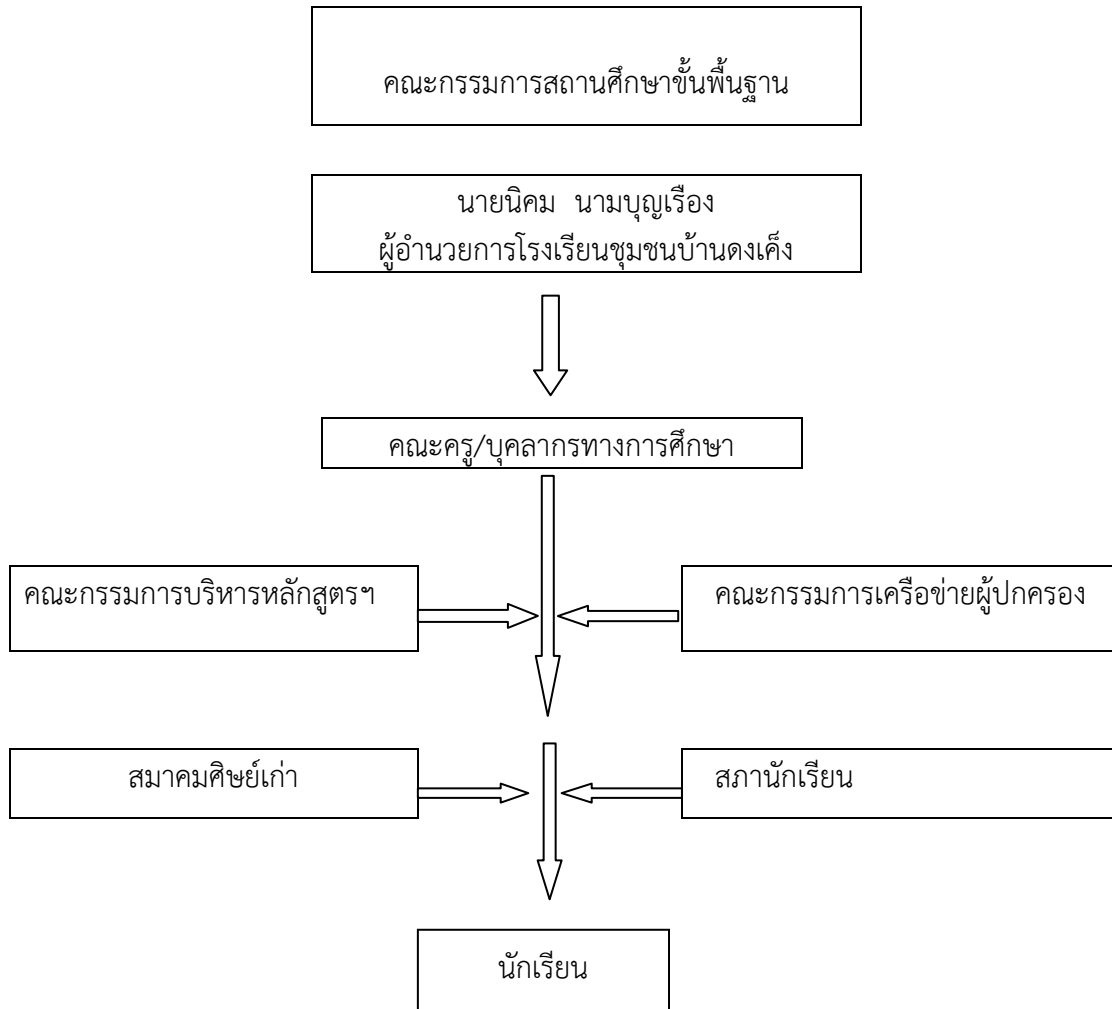 คณะกรรมการสถานศึกษาขั้นพื้นฐาน
นายนิคม นามบุญเรือง
ผู้อำนวยการโรงเรียนชุมชนบ้านดงเค็ง
คณะครู/บุคลากรทางการศึกษา
คณะกรรมการบริหารหลักสูตรฯ
คณะกรรมการเครือข่ายผู้ปกครอง
สมาคมศิษย์เก่า
สภานักเรียน
นักเรียน